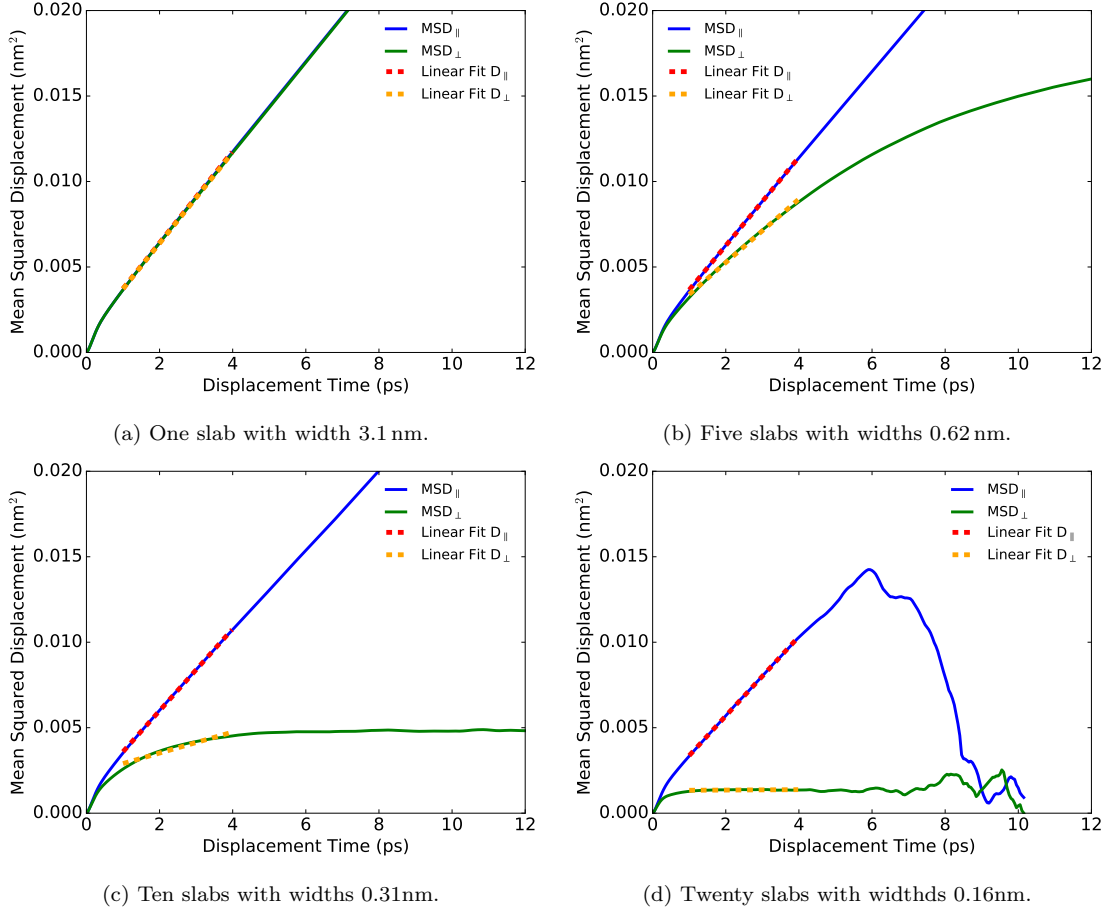 0.020
0.015
0.010
0.005
0.000
Mean Squared Displacement (nm²)
MSD∥
MSD⊥
Linear Fit D∥
Linear Fit D⊥
0 2 4 6 8 10 12
Displacement Time (ps)
(a) One slab with width 3.1 nm.
0.020
0.015
0.010
0.005
0.000
Mean Squared Displacement (nm²)
MSD∥
MSD⊥
Linear Fit D∥
Linear Fit D⊥
0 2 4 6 8 10 12
Displacement Time (ps)
(b) Five slabs with widths 0.62 nm.
0.020
0.015
0.010
0.005
0.000
Mean Squared Displacement (nm²)
MSD∥
MSD⊥
Linear Fit D∥
Linear Fit D⊥
0 2 4 6 8 10 12
Displacement Time (ps)
(c) Ten slabs with widths 0.31nm.
0.020
0.015
0.010
0.005
0.000
Mean Squared Displacement (nm²)
MSD∥
MSD⊥
Linear Fit D∥
Linear Fit D⊥
0 2 4 6 8 10 12
Displacement Time (ps)
(d) Twenty slabs with widthds 0.16nm.